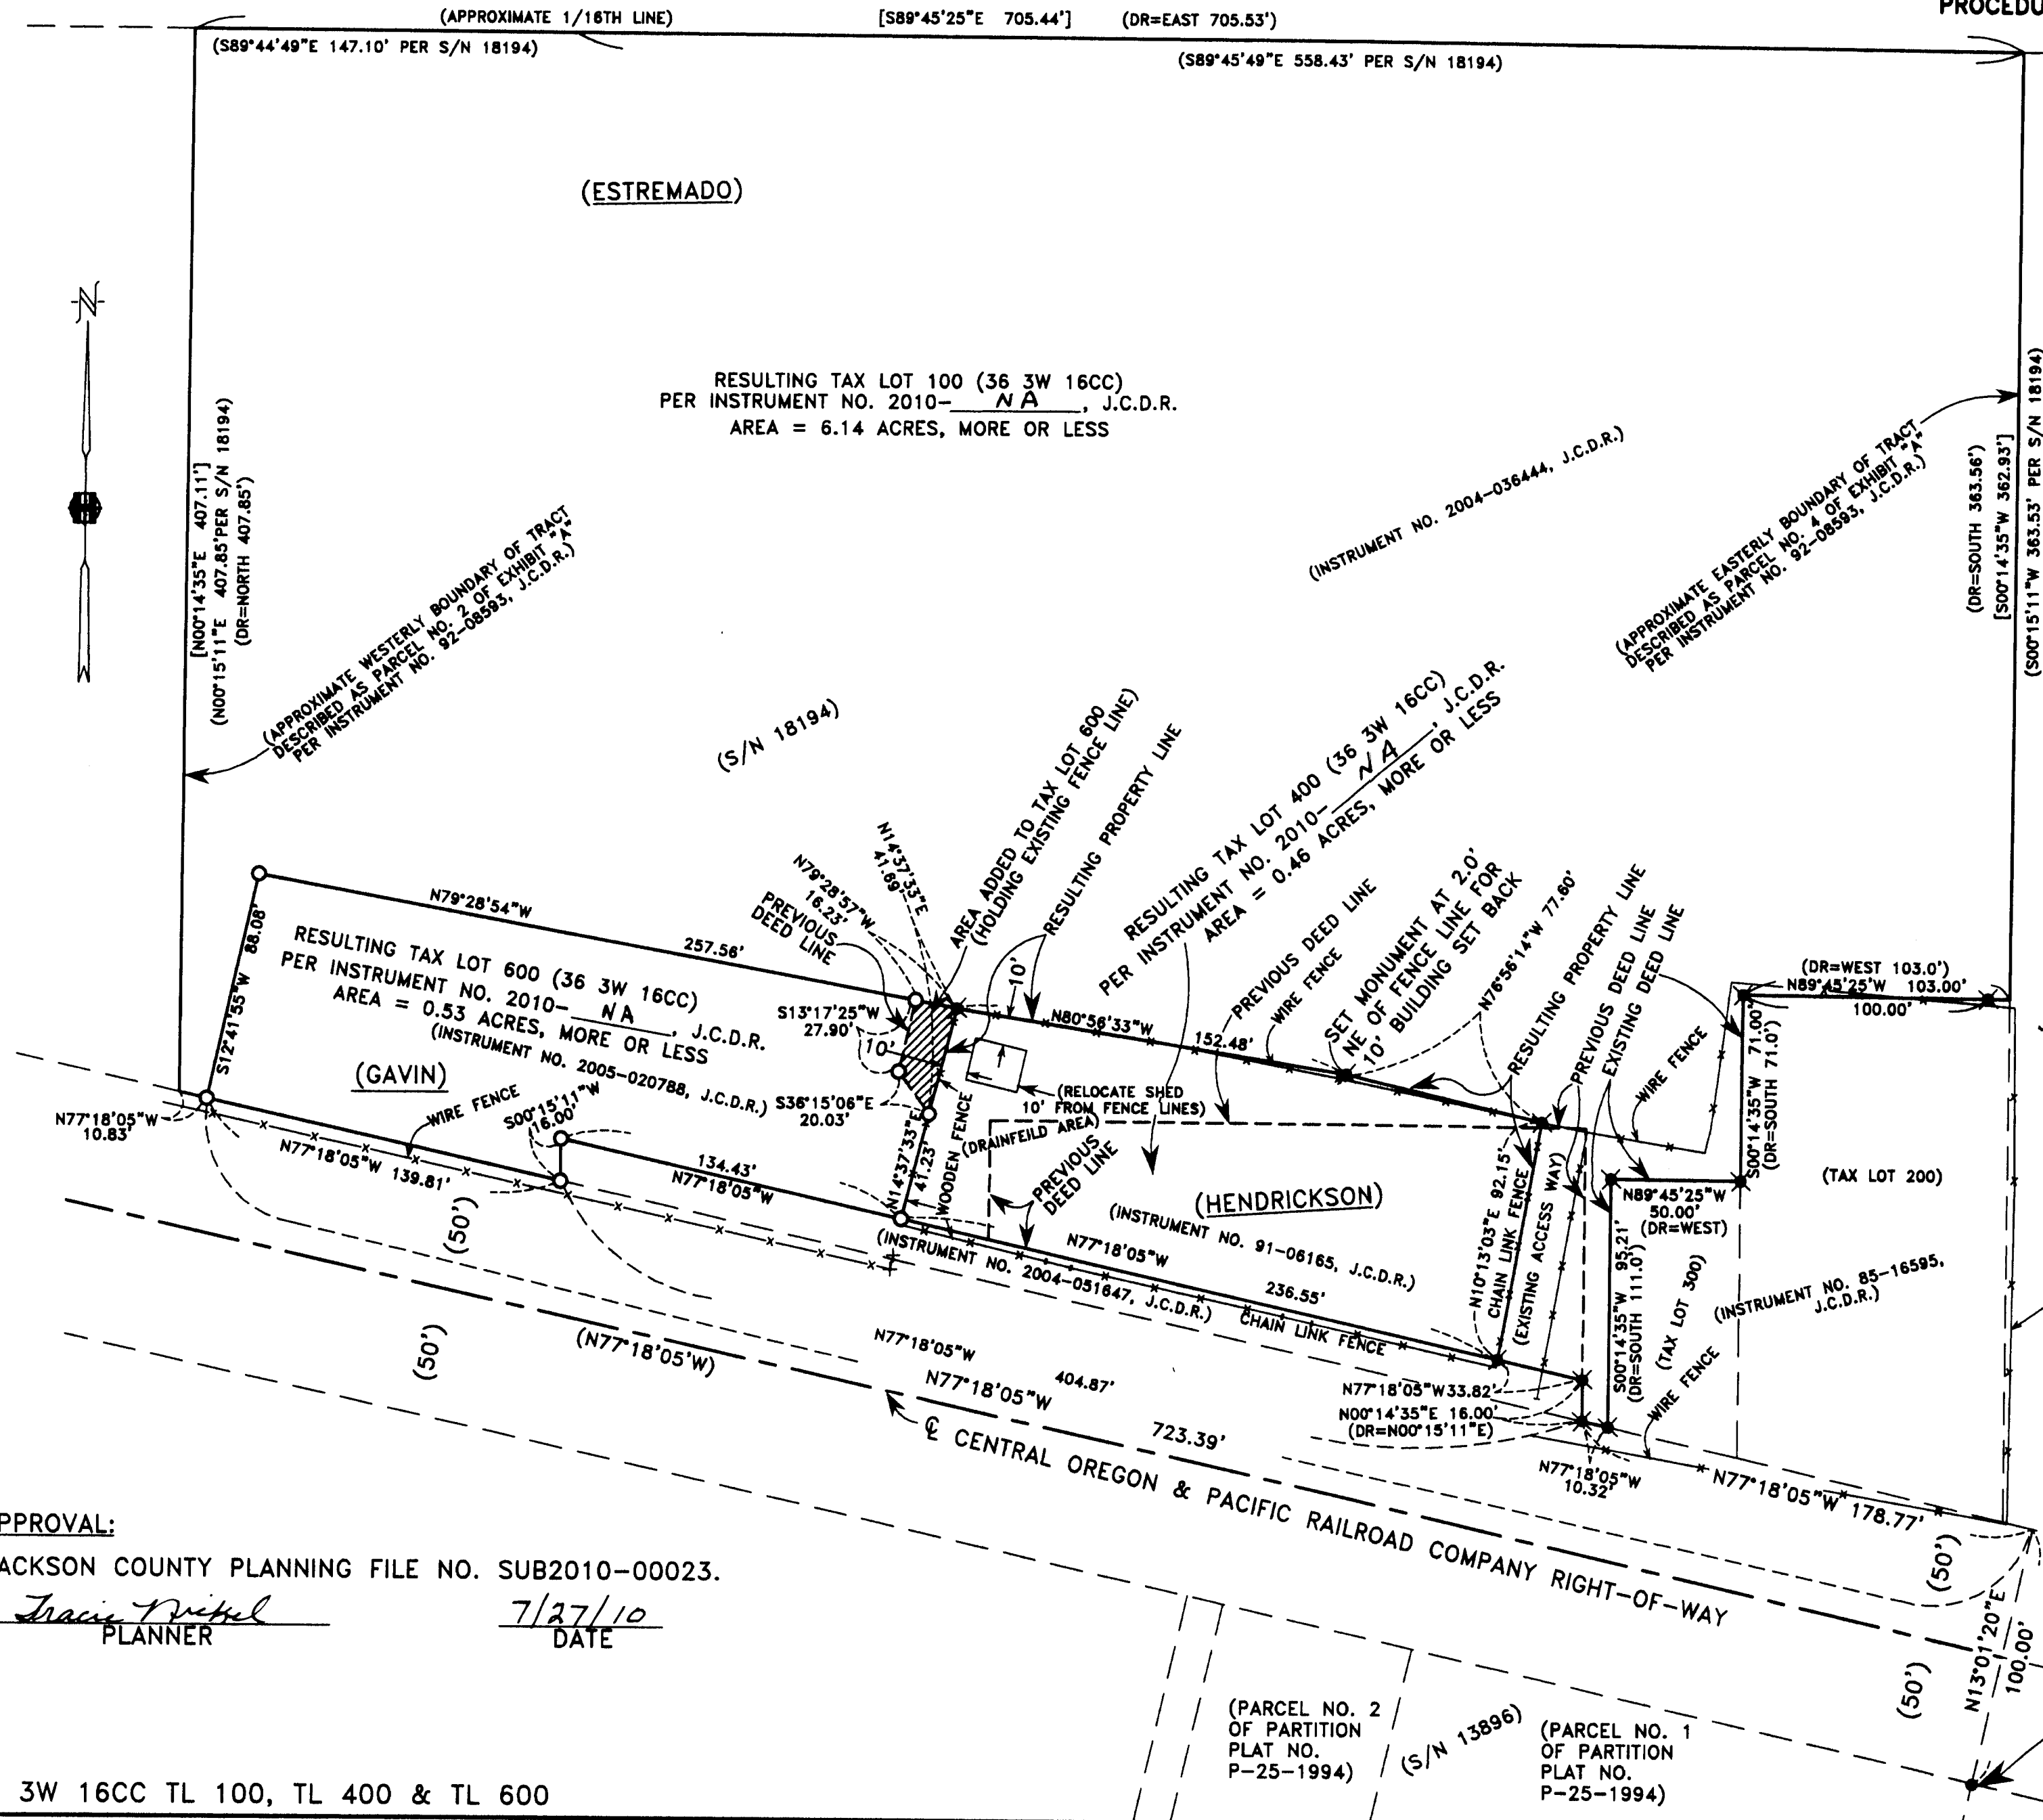 PROCEDU
(APPROXIMATE 1/16TH LINE)
[S89°45'25"E 705.44']
(DR=EAST 705.53')
(S89°44'49"E 147.10' PER S/N 18194)
(S89°45'49"E 558.43' PER S/N 18194)
(ESTREMADO)
N
RESULTING TAX LOT 100 (36 3W 16CC)
PER INSTRUMENT NO. 2010- NA , J.C.D.R.
AREA = 6.14 ACRES, MORE OR LESS
[N00°14'35"E 407.11']
(N00°15'11"E 407.85'PER S/N 18194)
(DR=NORTH 407.85')
(APPROXIMATE WESTERLY BOUNDARY OF TRACT
DESCRIBED AS PARCEL NO. 2 OF EXHIBIT "A"
PER INSTRUMENT NO. 92-08593, J.C.D.R.)
(INSTRUMENT NO. 2004-036444, J.C.D.R.)
(APPROXIMATE EASTERLY BOUNDARY OF TRACT
DESCRIBED AS PARCEL NO. 4 OF EXHIBIT "A"
PER INSTRUMENT NO. 92-08593, J.C.D.R.)
(DR=SOUTH 363.56')
[S00°14'35"W 362.93']
(S00°15'11"W 363.53' PER S/N 18194)
(S/N 18194)
N14°37'33"E
41.69'
N79°28'57"W
16.23'
PREVIOUS
DEED LINE
AREA ADDED TO TAX LOT 600
(HOLDING EXISTING FENCE LINE)
RESULTING PROPERTY LINE
RESULTING TAX LOT 400 (36 3W 16CC)
PER INSTRUMENT NO. 2010- NA , J.C.D.R.
AREA = 0.46 ACRES, MORE OR LESS
PREVIOUS DEED LINE
WIRE FENCE
SET MONUMENT AT 2.0'
NE OF FENCE LINE FOR
10' BUILDING SET BACK
N76°56'14"W 77.60'
RESULTING PROPERTY LINE
PREVIOUS DEED LINE
EXISTING DEED LINE
WIRE FENCE
(DR=WEST 103.0')
N89°45'25"W 103.00'
100.00'
S00°14'35"W 71.00'
(DR=SOUTH 71.0')
N79°28'54"W
257.56'
S12°41'55"W 88.08'
RESULTING TAX LOT 600 (36 3W 16CC)
PER INSTRUMENT NO. 2010- NA , J.C.D.R.
AREA = 0.53 ACRES, MORE OR LESS
(INSTRUMENT NO. 2005-020788, J.C.D.R.)
(GAVIN)
S13°17'25"W
27.90'
10'
10'
N80°56'33"W
152.48'
(RELOCATE SHED
10' FROM FENCE LINES)
S36°15'06"E
20.03'
(DRAINFEILD AREA)
N14°37'33"E
41.23'
WOODEN FENCE
PREVIOUS
DEED LINE
N77°18'05"W
10.83'
WIRE FENCE
N77°18'05"W 139.81'
S00°15'11"W
16.00'
134.43'
N77°18'05"W
(HENDRICKSON)
(INSTRUMENT NO. 91-06165, J.C.D.R.)
N77°18'05"W
236.55'
(INSTRUMENT NO. 2004-051647, J.C.D.R.)
CHAIN LINK FENCE
N10°13'03"E 92.15'
CHAIN LINK FENCE
(EXISTING ACCESS WAY)
N89°45'25"W
50.00'
(DR=WEST)
S00°14'35"W 95.21'
(DR=SOUTH 111.0')
(TAX LOT 200)
(TAX LOT 300)
(INSTRUMENT NO. 85-16595,
J.C.D.R.)
WIRE FENCE
N77°18'05"W 33.82'
N00°14'35"E 16.00'
(DR=N00°15'11"E)
N77°18'05"W
10.32'
N77°18'05"W 178.77'
(50')
(50')
(N77°18'05"W)
N77°18'05"W
404.87'
N77°18'05"W
723.39'
℄ CENTRAL OREGON & PACIFIC RAILROAD COMPANY RIGHT-OF-WAY
(50')
(50')
N13°01'20"E
100.00'
PPROVAL:
ACKSON COUNTY PLANNING FILE NO. SUB2010-00023.
Tracie Nickel
7/27/10
PLANNER
DATE
(PARCEL NO. 2
OF PARTITION
PLAT NO.
P-25-1994)
(S/N 13896)
(PARCEL NO. 1
OF PARTITION
PLAT NO.
P-25-1994)
3W 16CC TL 100, TL 400 & TL 600